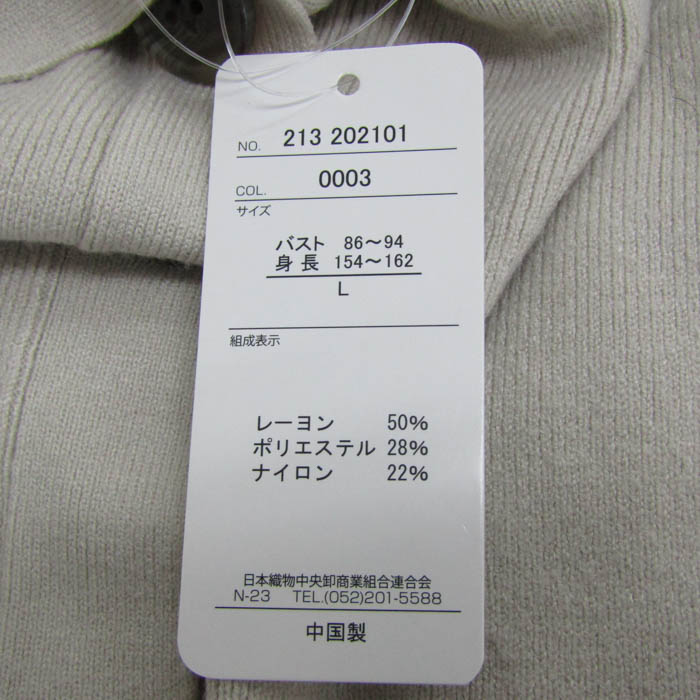 NO. 213 202101
COL. 0003
サイズ
バスト 86～94
身長 154～162
L
組成表示
レーヨン 50%
ポリエステル 28%
ナイロン 22%
日本織物中央卸商業組合連合会
N-23 TEL.(052)201-5588
中国製